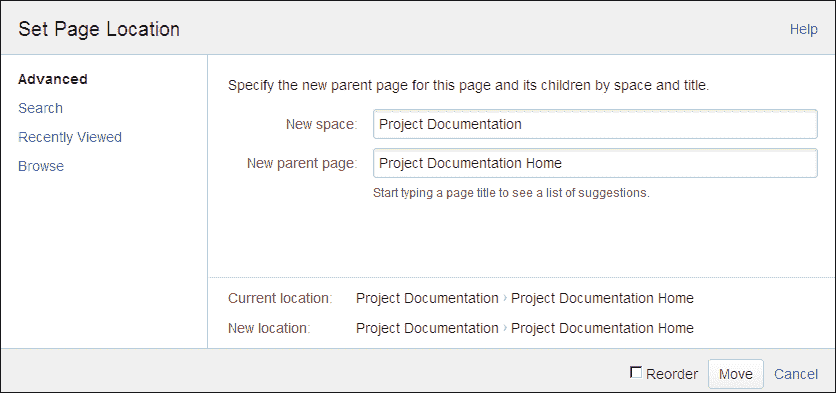 Set Page Location
Help
Advanced
Search
Recently Viewed
Browse
Specify the new parent page for this page and its children by space and title.
New space: Project Documentation
New parent page: Project Documentation Home
Start typing a page title to see a list of suggestions.
Current location: Project Documentation › Project Documentation Home
New location: Project Documentation › Project Documentation Home
Reorder Move Cancel